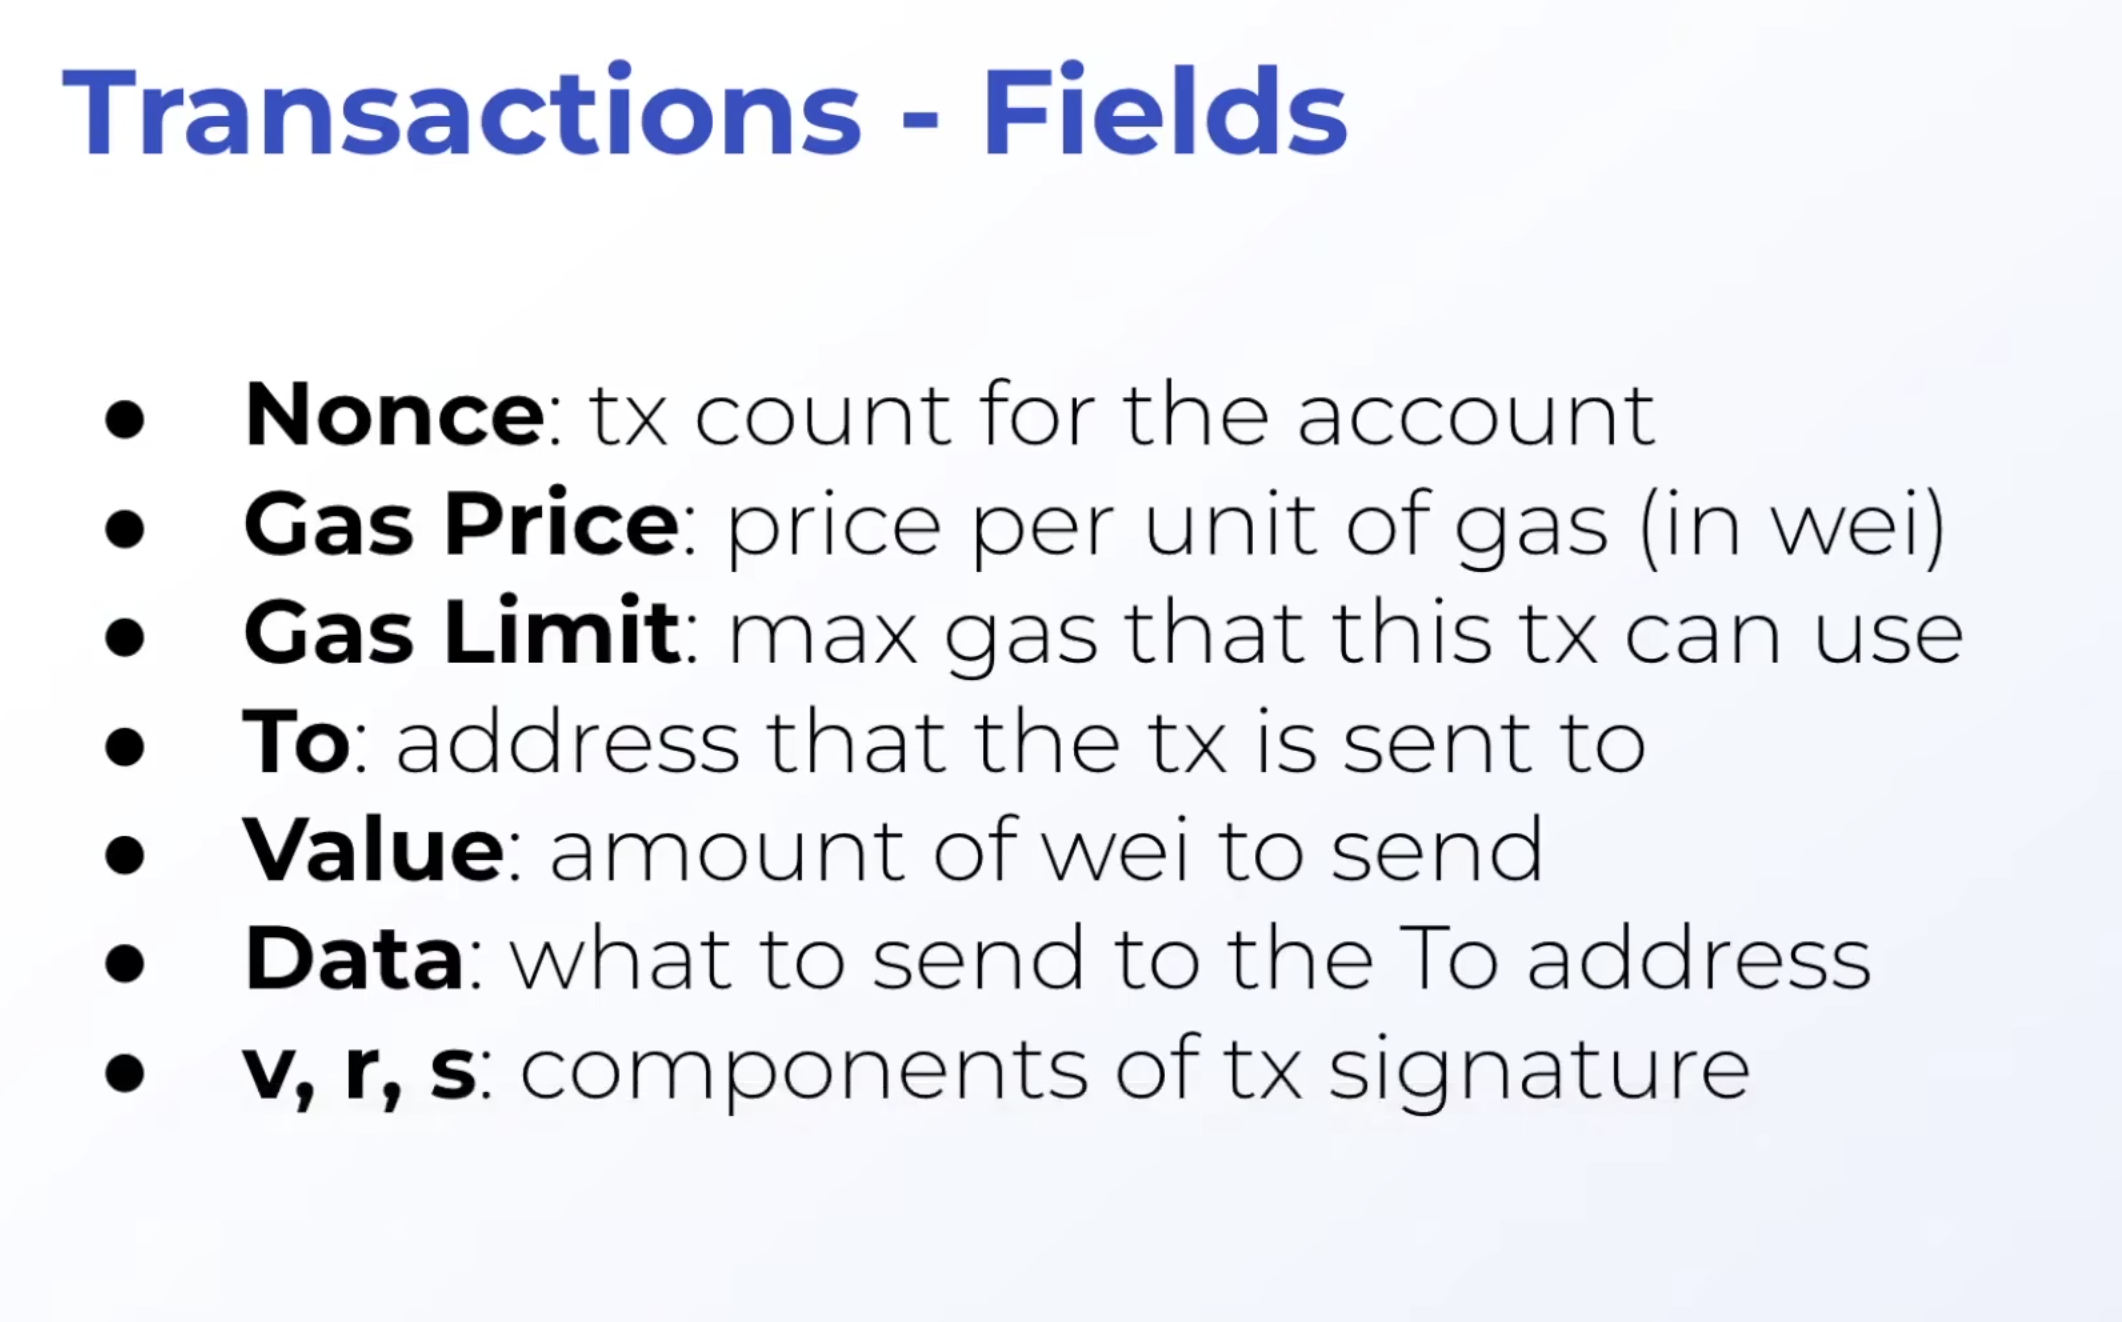 Transactions - Fields
● Nonce: tx count for the account
● Gas Price: price per unit of gas (in wei)
● Gas Limit: max gas that this tx can use
● To: address that the tx is sent to
● Value: amount of wei to send
● Data: what to send to the To address
● v, r, s: components of tx signature